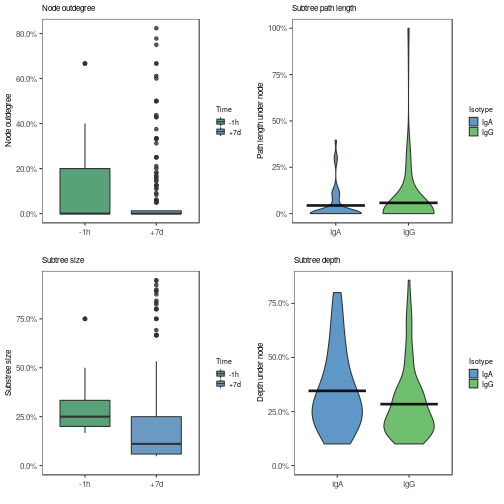 Node outdegree
Node outdegree
80.0%
60.0%
40.0%
20.0%
0.0%
-1h
+7d
Time
-1h
+7d
Subtree path length
Path length under node
100%
75%
50%
25%
0%
IgA
IgG
Isotype
IgA
IgG
Subtree size
Substree size
75.0%
50.0%
25.0%
0.0%
-1h
+7d
Time
-1h
+7d
Subtree depth
Depth under node
75.0%
50.0%
25.0%
0.0%
IgA
IgG
Isotype
IgA
IgG